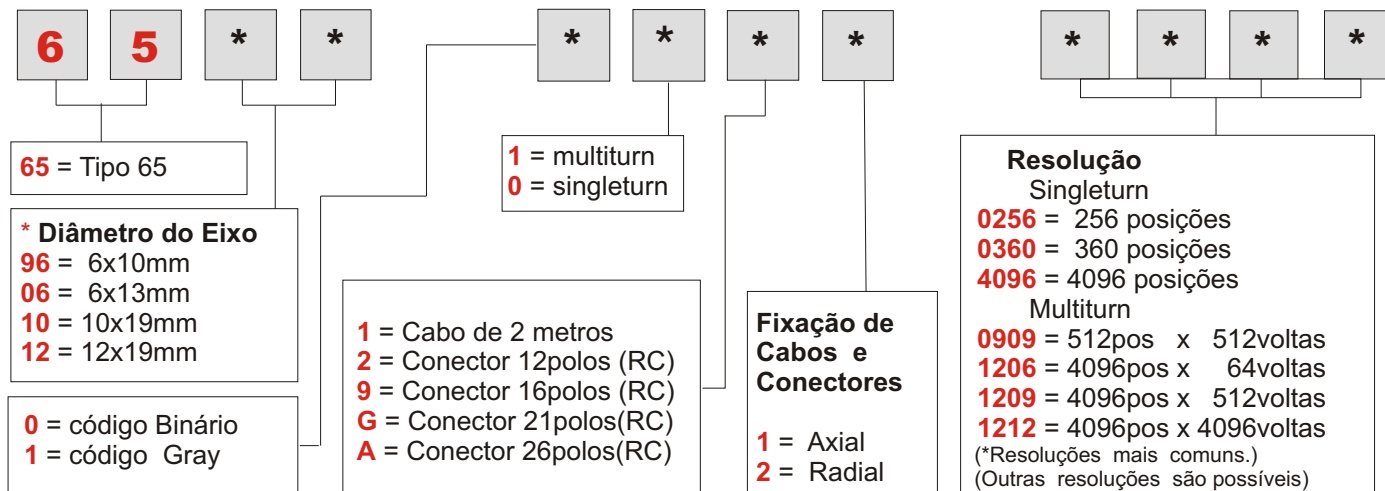 6 5 * * * * * * * * * *
65 = Tipo 65
* Diâmetro do Eixo
96 = 6x10mm
06 = 6x13mm
10 = 10x19mm
12 = 12x19mm
0 = código Binário
1 = código Gray
1 = multiturn
0 = singleturn
1 = Cabo de 2 metros
2 = Conector 12polos (RC)
9 = Conector 16polos (RC)
G = Conector 21polos(RC)
A = Conector 26polos(RC)
Fixação de
Cabos e
Conectores
1 = Axial
2 = Radial
Resolução
Singleturn
0256 = 256 posições
0360 = 360 posições
4096 = 4096 posições
Multiturn
0909 = 512pos x 512voltas
1206 = 4096pos x 64voltas
1209 = 4096pos x 512voltas
1212 = 4096pos x 4096voltas
(*Resoluções mais comuns.)
(Outras resoluções são possíveis)